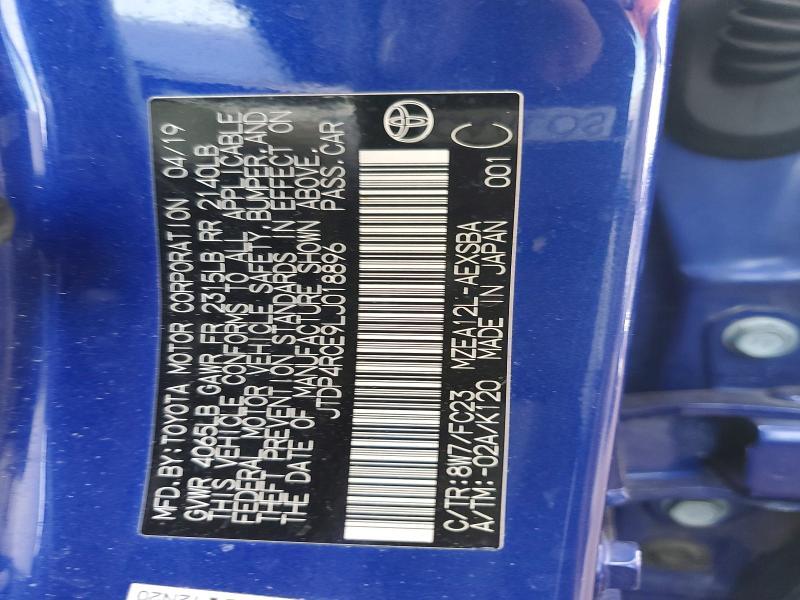 MFD.BY:TOYOTA MOTOR CORPORATION 04/19
GVWR 4065LB GAWR FR 2315LB RR 2140LB
THIS VEHICLE CONFORMS TO ALL APPLICABLE
FEDERAL MOTOR VEHICLE SAFETY, BUMPER, AND
THEFT PREVENTION STANDARDS IN EFFECT ON
THE DATE OF MANUFACTURE SHOWN ABOVE.
JTDP4RCE9LJ018896 PASS.CAR
C/TR:8W7/FC23 MZEA12L-AEXSBA C
A/TM:-02A/K120 MADE IN JAPAN 001